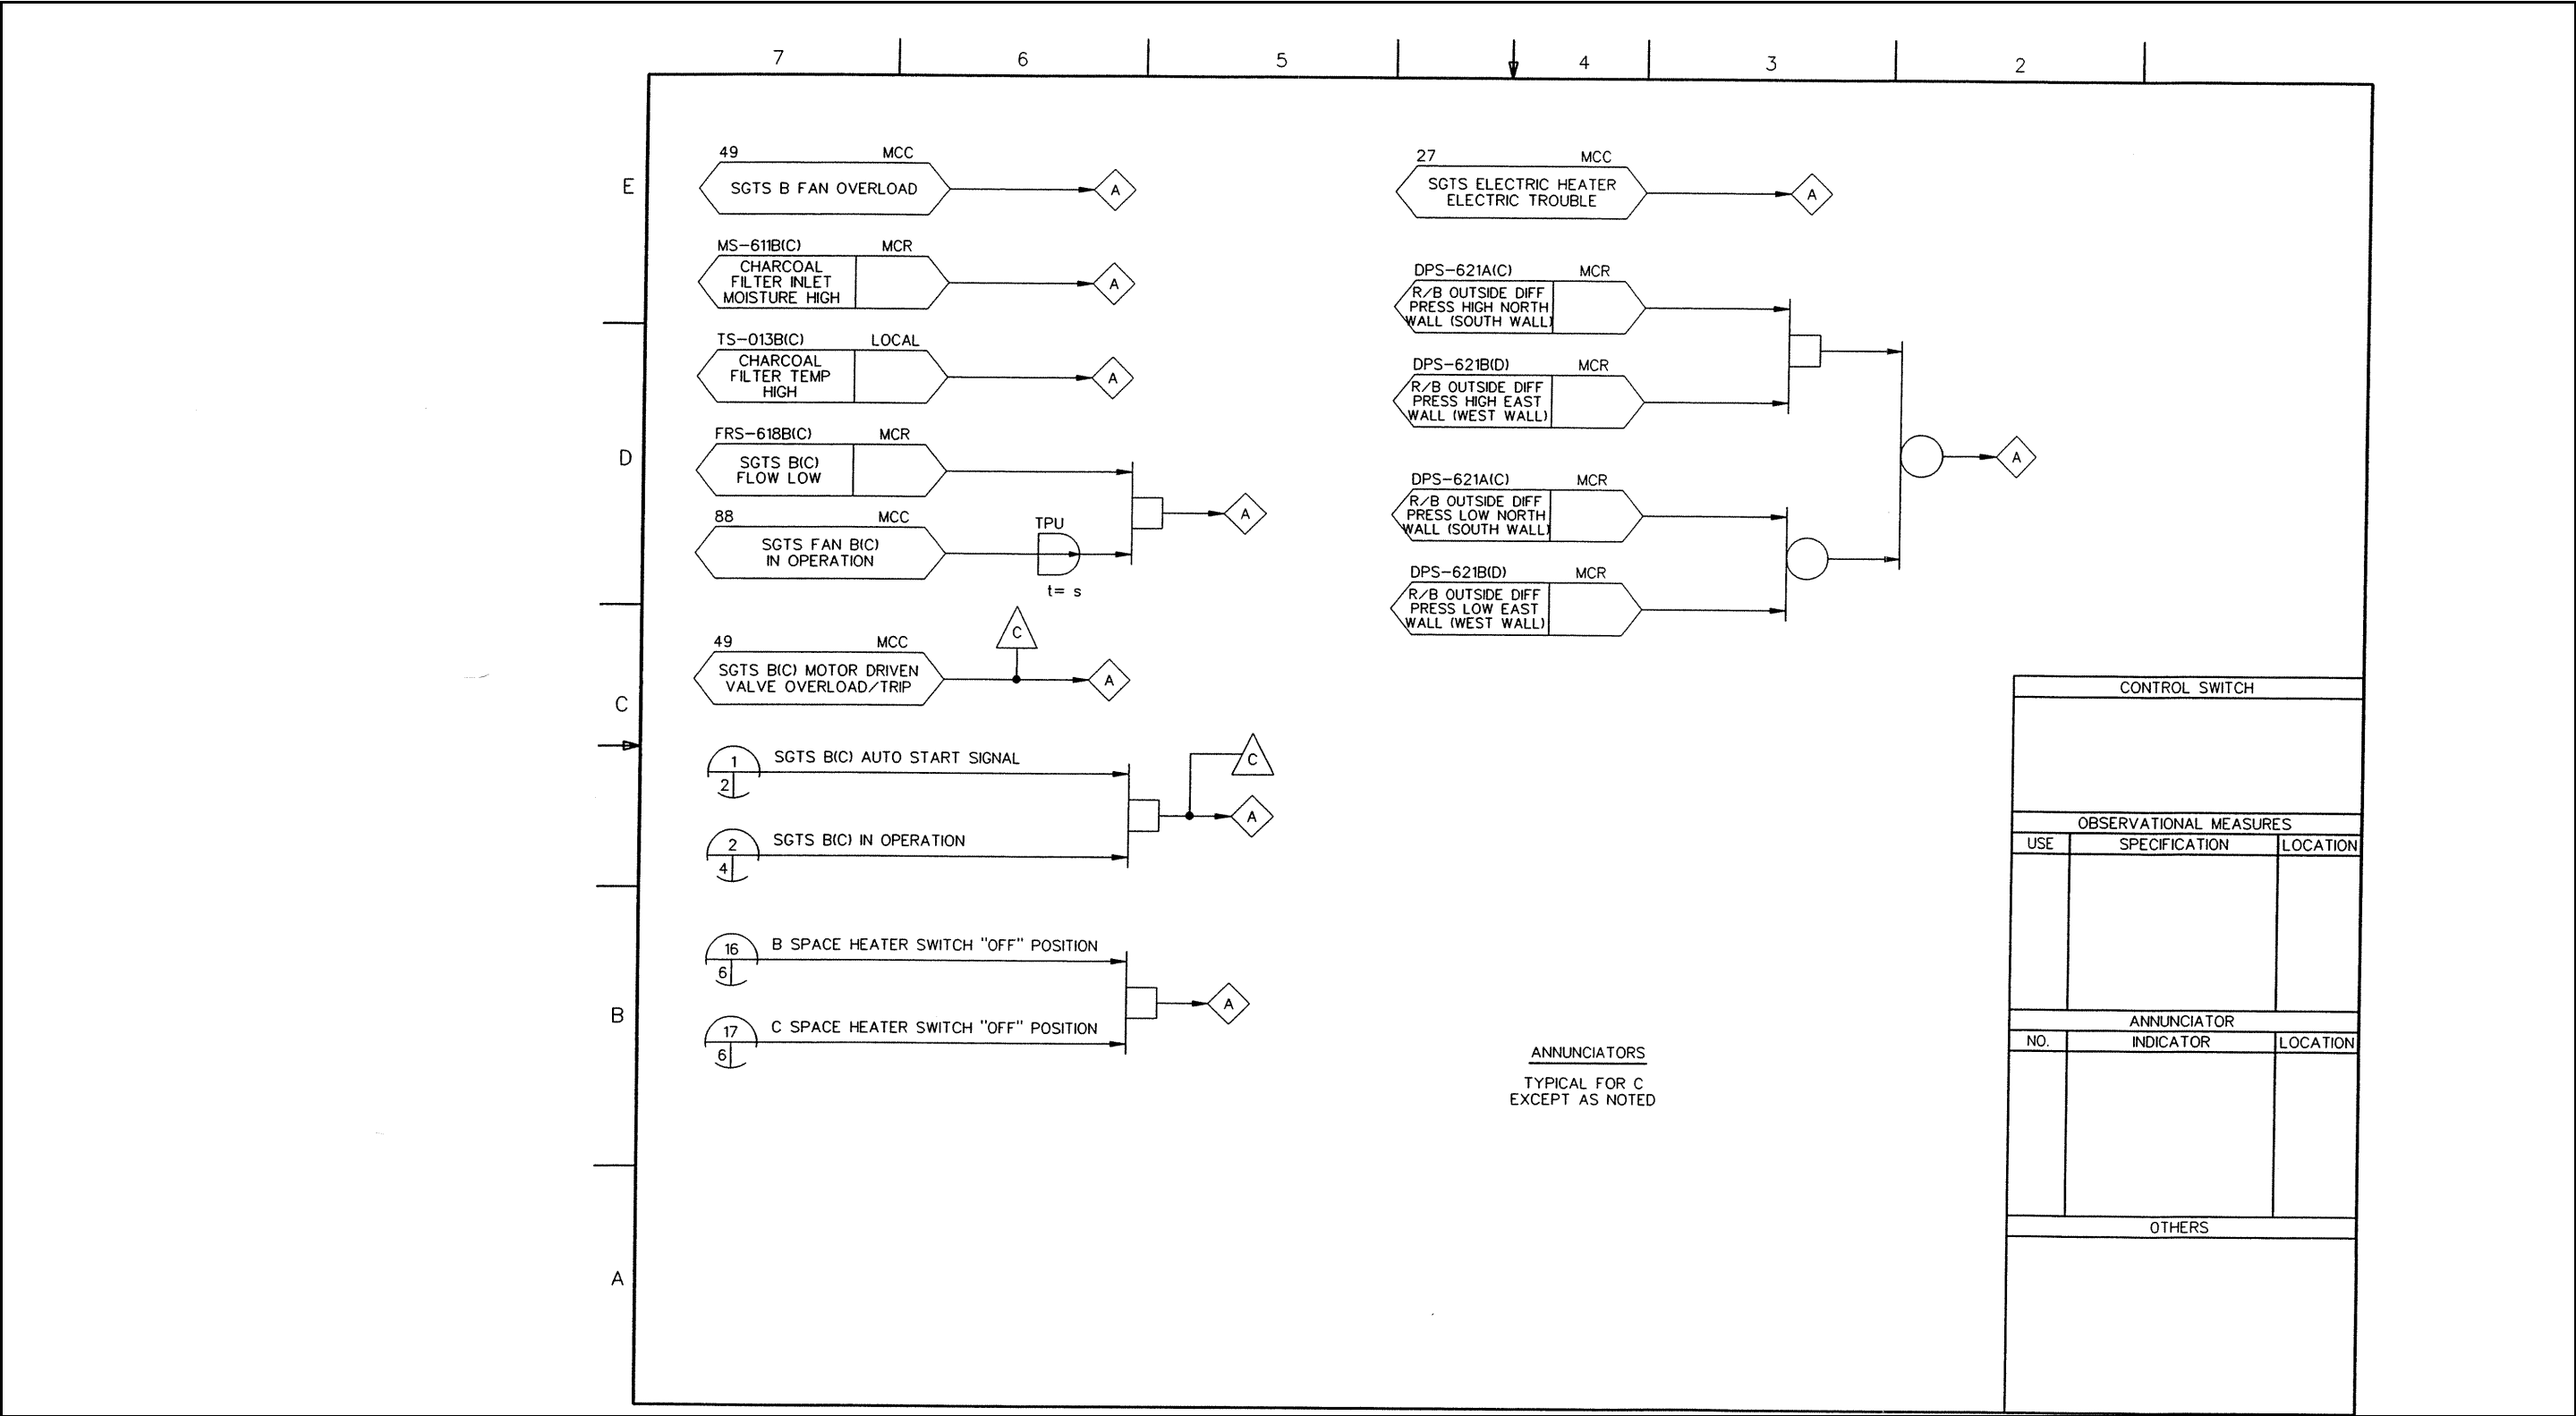 7 6 5 4 3 2
E
D
C
B
A
49 MCC
SGTS B FAN OVERLOAD
A
MS-611B(C) MCR
CHARCOAL
FILTER INLET
MOISTURE HIGH
A
TS-013B(C) LOCAL
CHARCOAL
FILTER TEMP
HIGH
A
FRS-618B(C) MCR
SGTS B(C)
FLOW LOW
88 MCC
SGTS FAN B(C)
IN OPERATION
TPU
t= s
A
49 MCC
SGTS B(C) MOTOR DRIVEN
VALVE OVERLOAD/TRIP
C
A
1
2
SGTS B(C) AUTO START SIGNAL
2
4
SGTS B(C) IN OPERATION
C
A
16
6
B SPACE HEATER SWITCH "OFF" POSITION
17
6
C SPACE HEATER SWITCH "OFF" POSITION
A
27 MCC
SGTS ELECTRIC HEATER
ELECTRIC TROUBLE
A
DPS-621A(C) MCR
R/B OUTSIDE DIFF
PRESS HIGH NORTH
WALL (SOUTH WALL)
DPS-621B(D) MCR
R/B OUTSIDE DIFF
PRESS HIGH EAST
WALL (WEST WALL)
DPS-621A(C) MCR
R/B OUTSIDE DIFF
PRESS LOW NORTH
WALL (SOUTH WALL)
DPS-621B(D) MCR
R/B OUTSIDE DIFF
PRESS LOW EAST
WALL (WEST WALL)
A
ANNUNCIATORS
TYPICAL FOR C
EXCEPT AS NOTED
CONTROL SWITCH
OBSERVATIONAL MEASURES
USE SPECIFICATION LOCATION
ANNUNCIATOR
NO. INDICATOR LOCATION
OTHERS